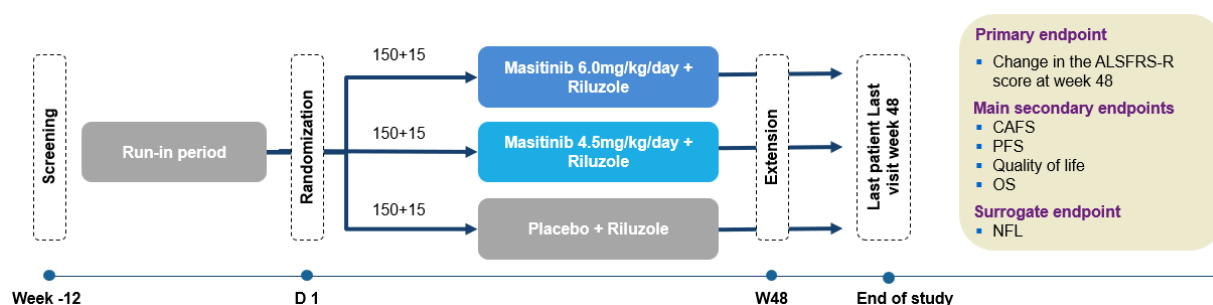 Screening
Run-in period
Randomization
150+15
150+15
150+15
Masitinib 6.0mg/kg/day +
Riluzole
Masitinib 4.5mg/kg/day +
Riluzole
Placebo + Riluzole
Extension
Last patient Last
visit week 48
Primary endpoint
Change in the ALSFRS-R
score at week 48
Main secondary endpoints
CAFS
PFS
Quality of life
OS
Surrogate endpoint
NFL
Week -12
D 1
W48
End of study